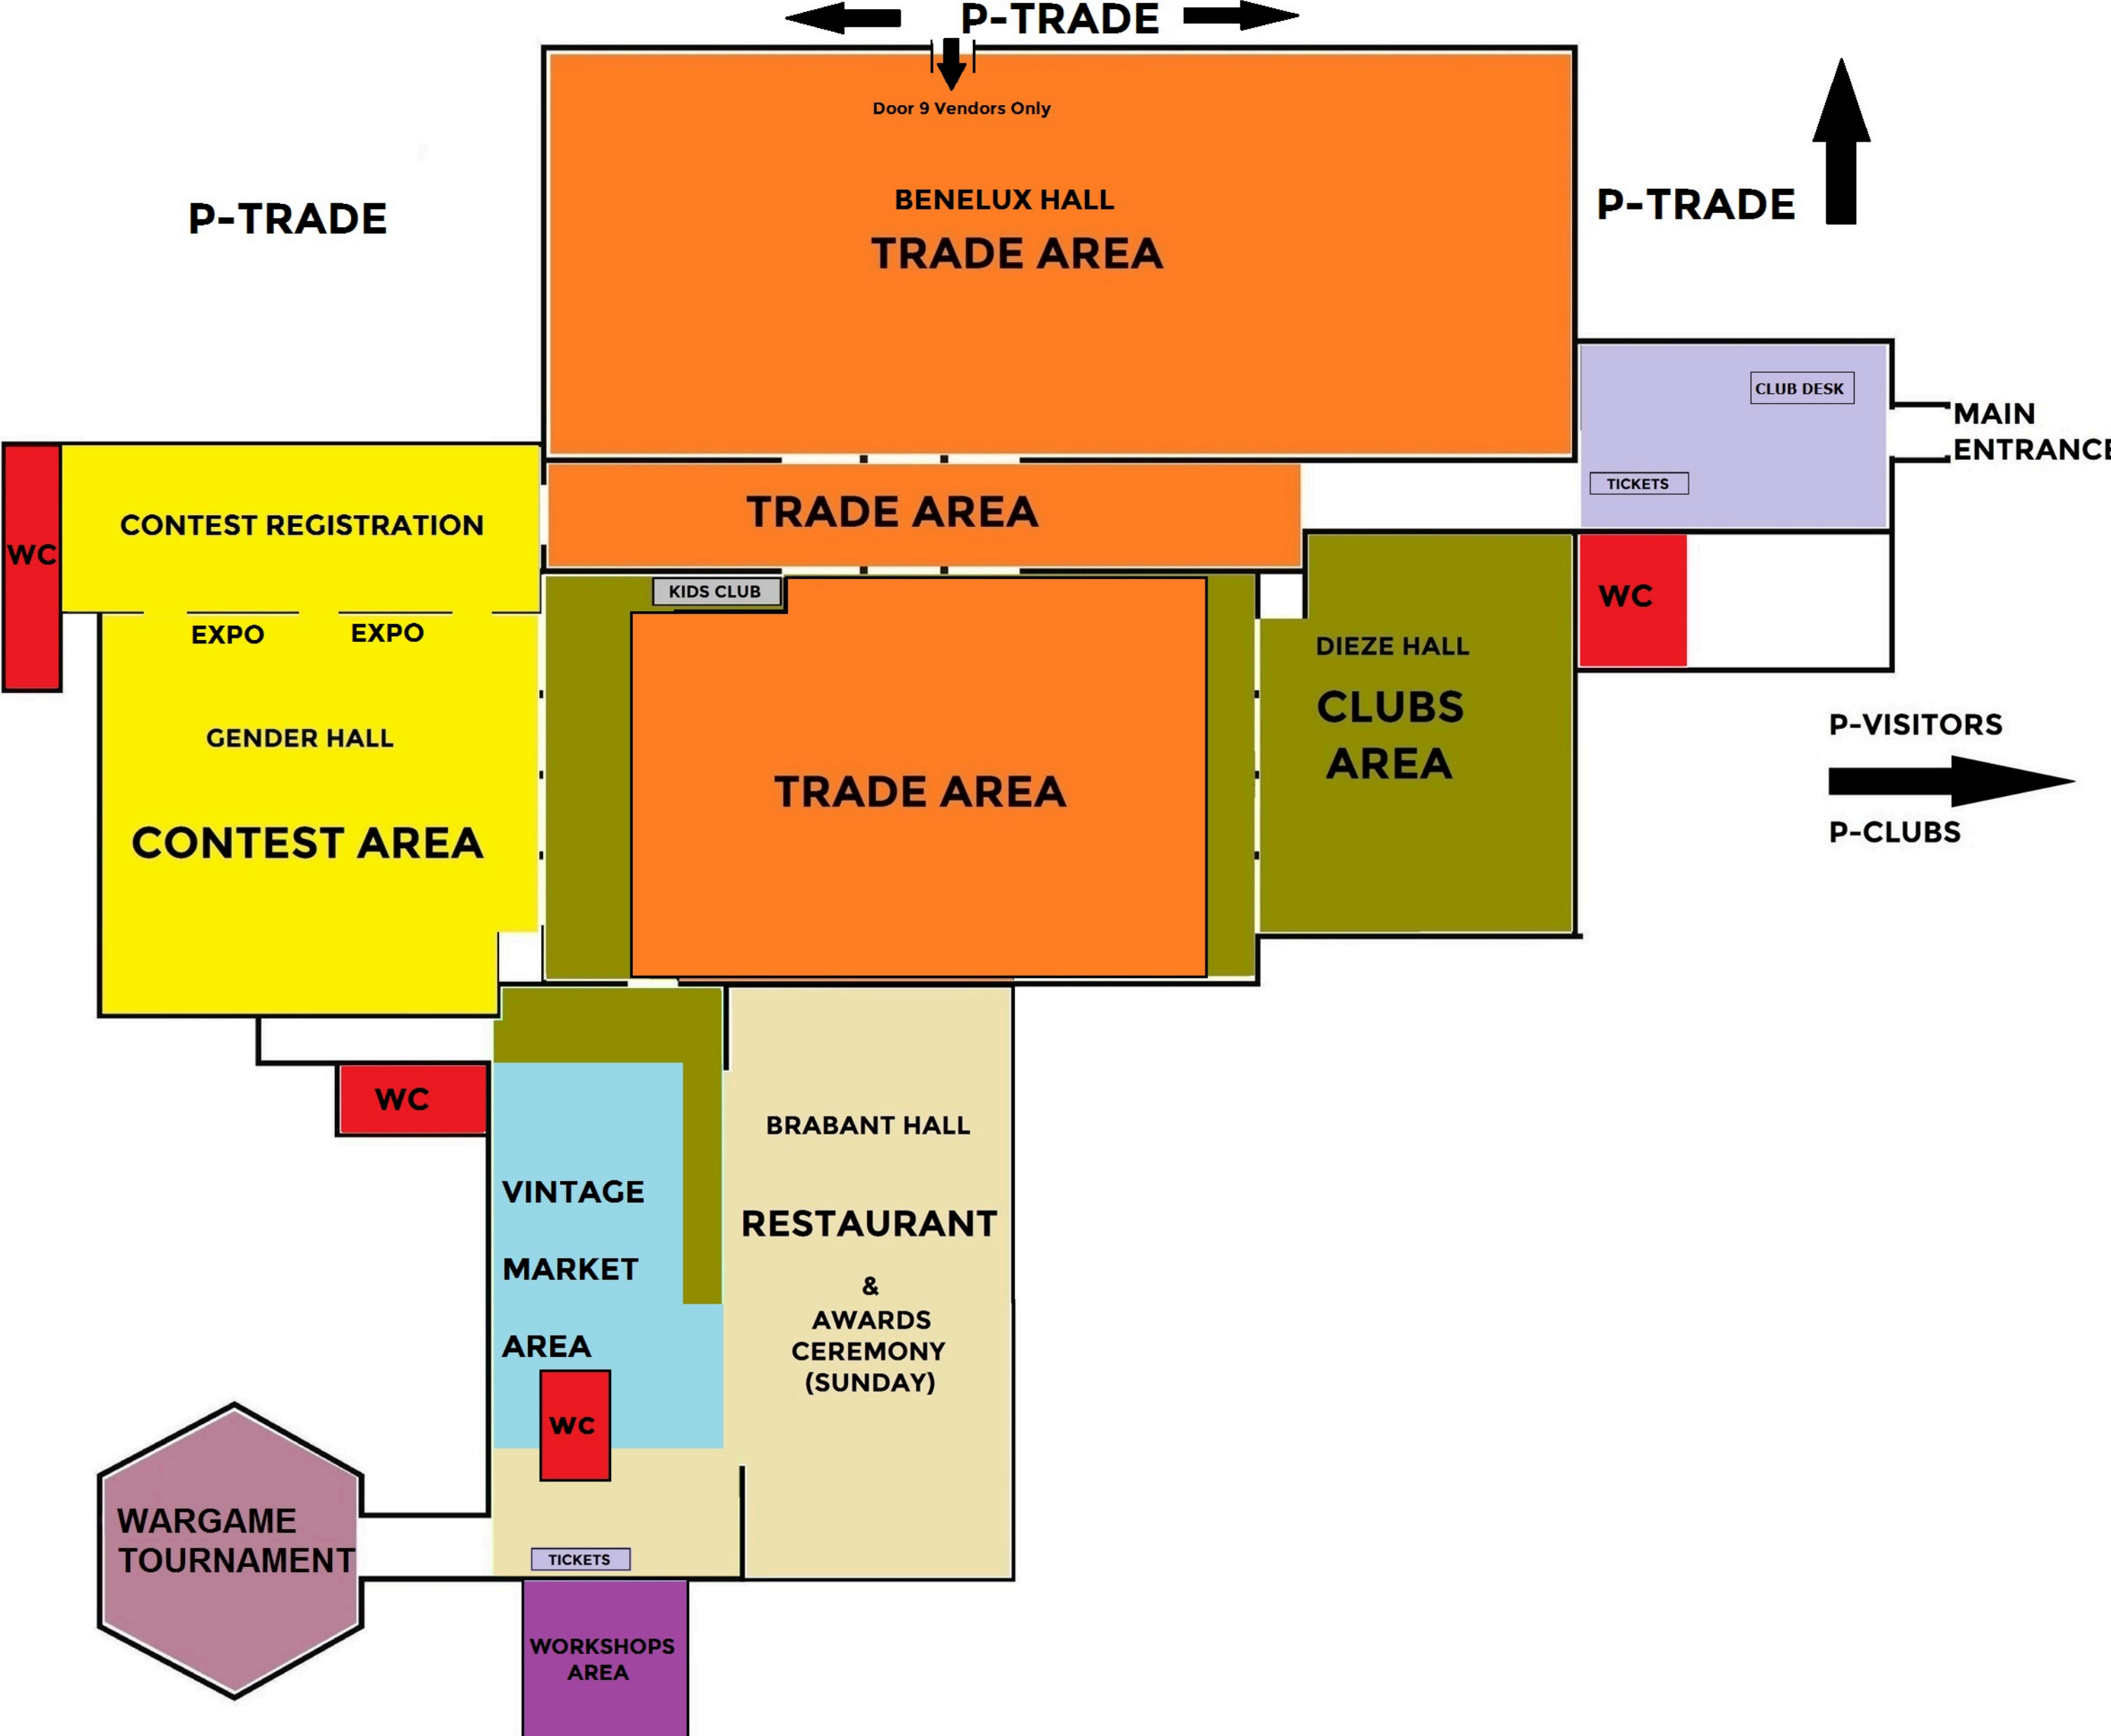 P-TRADE
Door 9 Vendors Only
BENELUX HALL
TRADE AREA
P-TRADE
P-TRADE
CLUB DESK
MAIN
ENTRANCE
TICKETS
TRADE AREA
CONTEST REGISTRATION
WC
KIDS CLUB
WC
EXPO
EXPO
DIEZE HALL
CLUBS
AREA
GENDER HALL
CONTEST AREA
TRADE AREA
P-VISITORS
P-CLUBS
WC
BRABANT HALL
RESTAURANT
&
AWARDS
CEREMONY
(SUNDAY)
VINTAGE
MARKET
AREA
WC
WARGAME
TOURNAMENT
TICKETS
WORKSHOPS
AREA